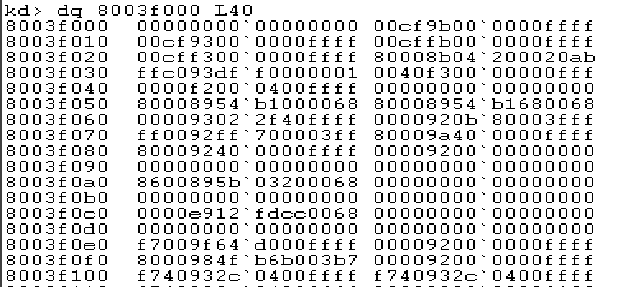 kd> dq 8003f000 L40
8003f000  00000000`00000000 00cf9b00`0000ffff
8003f010  00cf9300`0000ffff 00cffb00`0000ffff
8003f020  00cff300`0000ffff 80008b04`200020ab
8003f030  ffc093df`f0000001 0040f300`00000fff
8003f040  0000f200`0400ffff 00000000`00000000
8003f050  80008954`b1000068 80008954`b1680068
8003f060  00009302`2f40ffff 0000920b`80003fff
8003f070  ff0092ff`700003ff 80009a40`0000ffff
8003f080  80009240`0000ffff 00009200`00000000
8003f090  00000000`00000000 00000000`00000000
8003f0a0  8600895b`03200068 00000000`00000000
8003f0b0  00000000`00000000 00000000`00000000
8003f0c0  0000e912`fdcc0068 00000000`00000000
8003f0d0  00000000`00000000 00000000`00000000
8003f0e0  f7009f64`d000ffff 00009200`0000ffff
8003f0f0  8000984f`b6b003b7 00009200`0000ffff
8003f100  f740932c`0400ffff f740932c`0400ffff